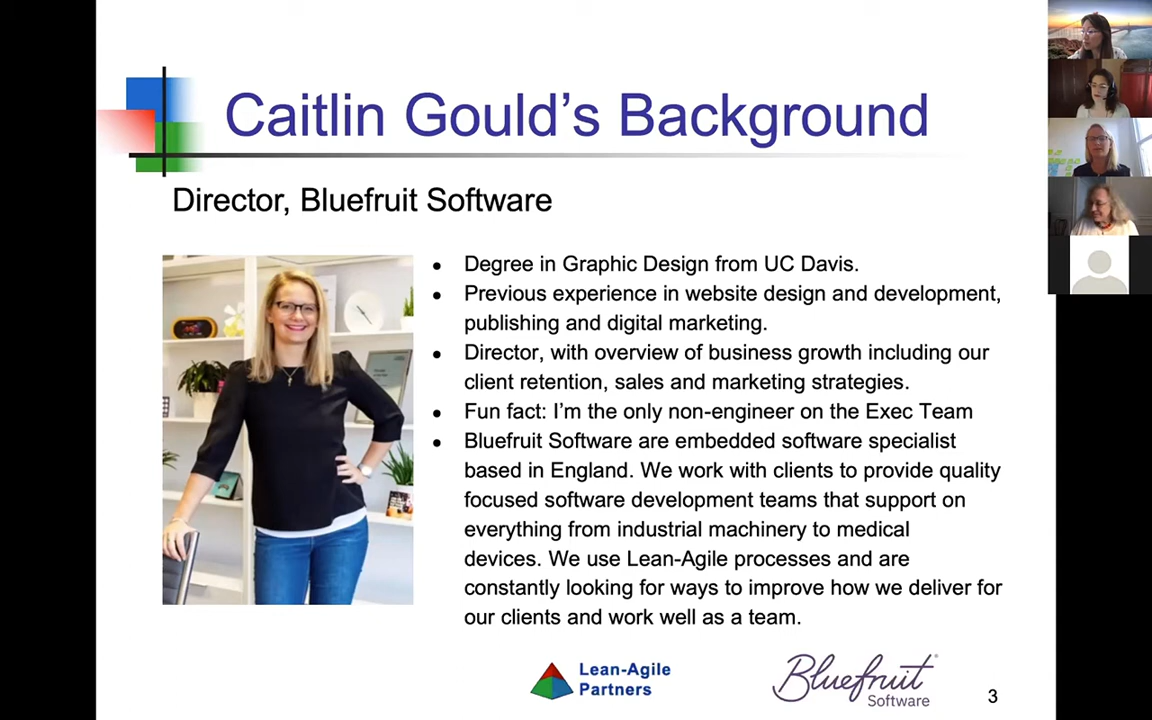 Caitlin Gould's Background
Director, Bluefruit Software
• Degree in Graphic Design from UC Davis.
• Previous experience in website design and development,
publishing and digital marketing.
• Director, with overview of business growth including our
client retention, sales and marketing strategies.
• Fun fact: I'm the only non-engineer on the Exec Team
• Bluefruit Software are embedded software specialist
based in England. We work with clients to provide quality
focused software development teams that support on
everything from industrial machinery to medical
devices. We use Lean-Agile processes and are
constantly looking for ways to improve how we deliver for
our clients and work well as a team.
Lean-Agile
Partners
Bluefruit
Software
3